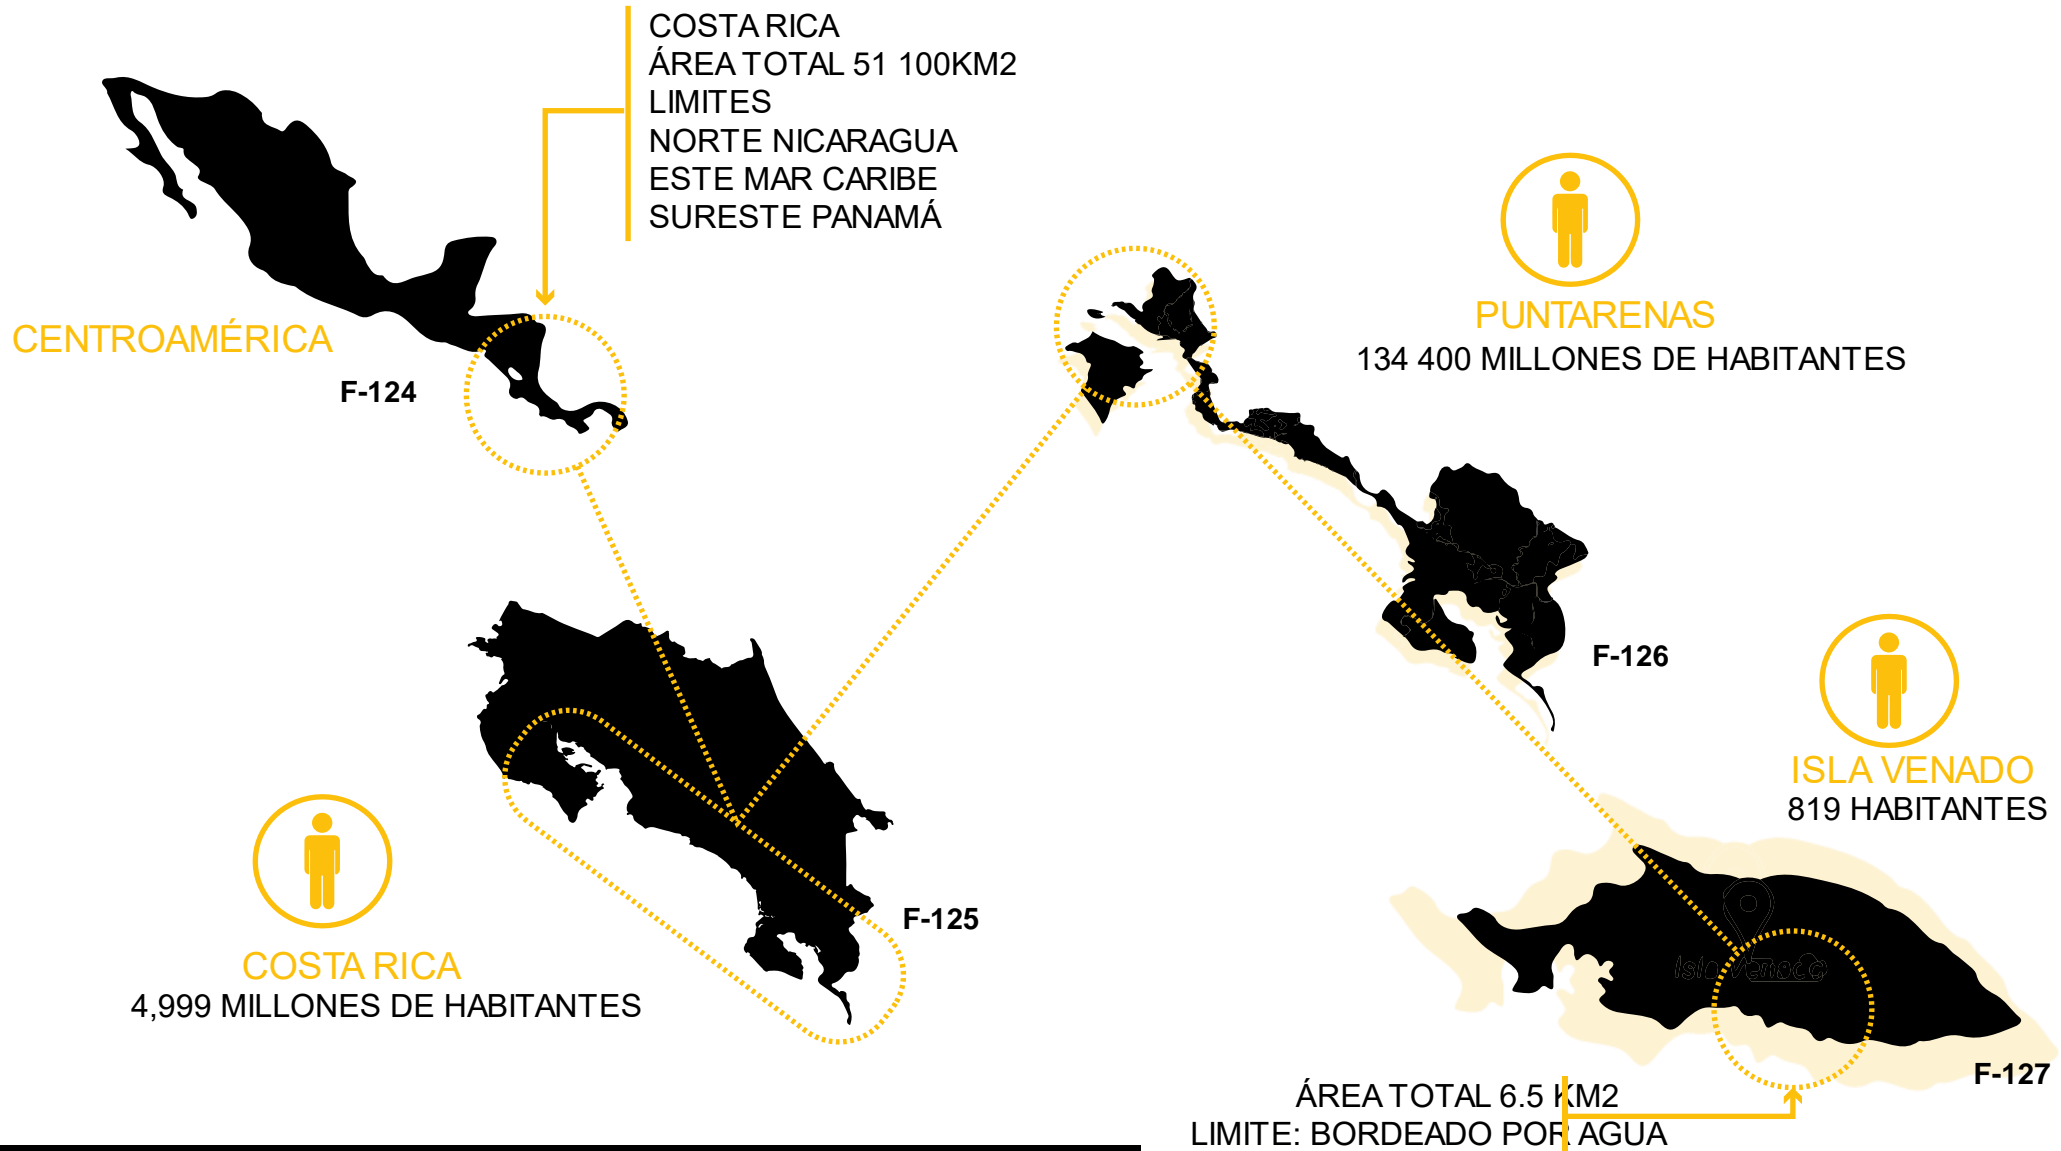 COSTA RICA
ÁREA TOTAL 51 100KM2
LIMITES
NORTE NICARAGUA
ESTE MAR CARIBE
SURESTE PANAMÁ
CENTROAMÉRICA
F-124
PUNTARENAS
134 400 MILLONES DE HABITANTES
F-126
ISLA VENADO
819 HABITANTES
F-125
COSTA RICA
4,999 MILLONES DE HABITANTES
Isla Venado
F-127
ÁREA TOTAL 6.5 KM2
LIMITE: BORDEADO POR AGUA